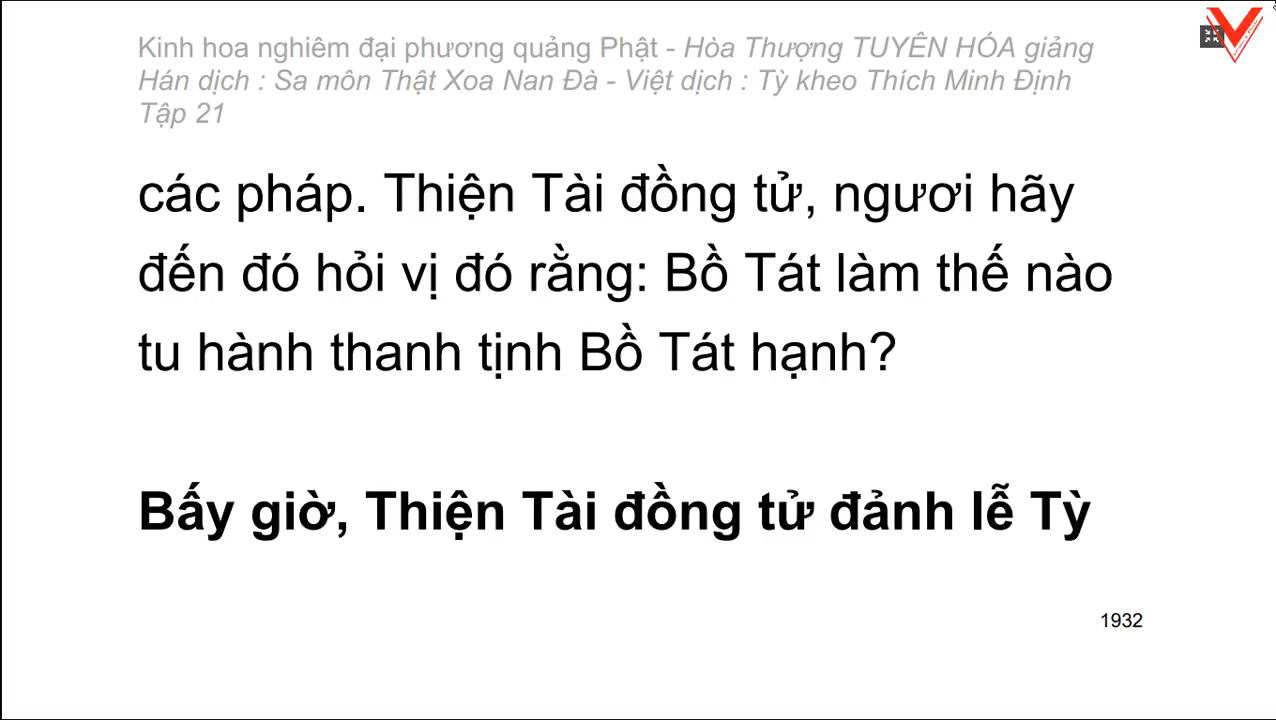 Kinh hoa nghiêm đại phương quảng Phật - Hòa Thượng TUYÊN HÓA giảng
Hán dịch : Sa môn Thật Xoa Nan Đà - Việt dịch : Tỳ kheo Thích Minh Định
Tập 21
các pháp. Thiện Tài đồng tử, ngươi hãy
đến đó hỏi vị đó rằng: Bồ Tát làm thế nào
tu hành thanh tịnh Bồ Tát hạnh?
Bấy giờ, Thiện Tài đồng tử đảnh lễ Tỳ
1932